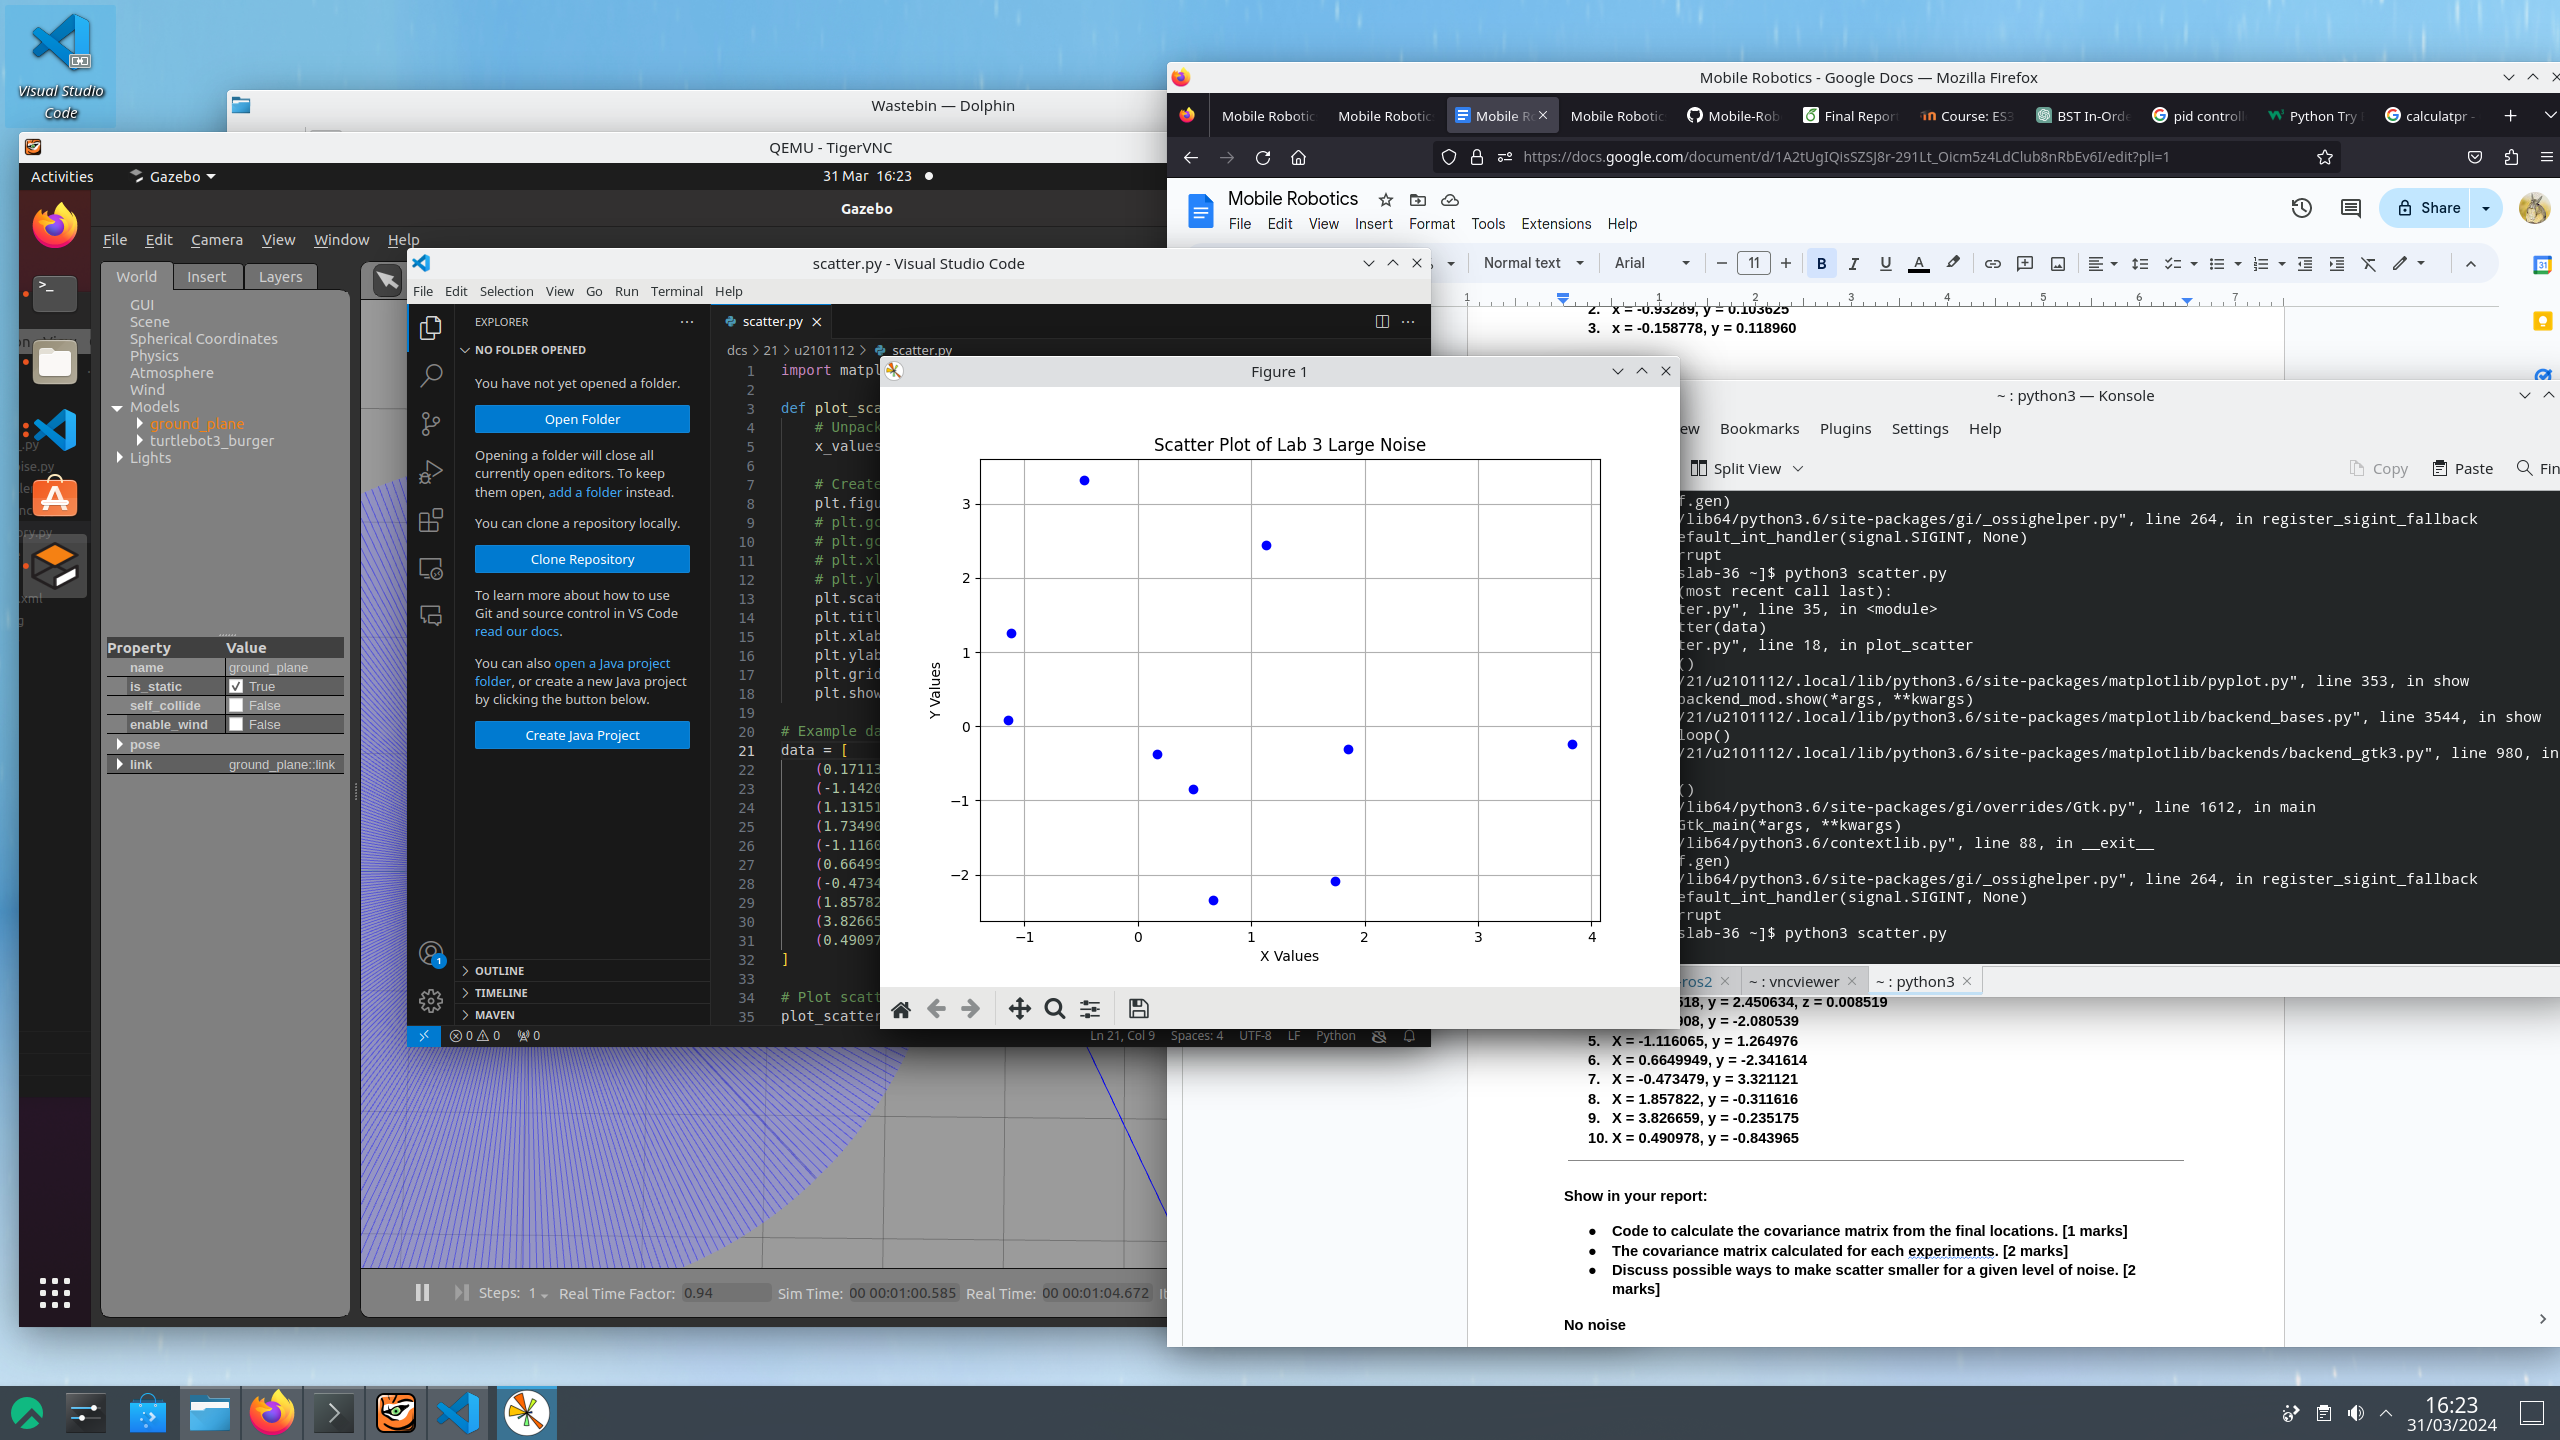 Visual Studio
Code
Wastebin — Dolphin
QEMU - TigerVNC
Activities
Gazebo
31 Mar 16:23
Gazebo
File Edit Camera View Window Help
World Insert Layers
GUI
Scene
Spherical Coordinates
Physics
Atmosphere
Wind
Models
ground_plane
turtlebot3_burger
Lights
Property Value
name ground_plane
is_static True
self_collide False
enable_wind False
pose
link ground_plane::link
Steps: 1 Real Time Factor: 0.94 Sim Time: 00 00:01:00.585 Real Time: 00 00:01:04.672
scatter.py - Visual Studio Code
File Edit Selection View Go Run Terminal Help
EXPLORER
scatter.py
NO FOLDER OPENED
dcs > 21 > u2101112 > scatter.py
You have not yet opened a folder.
Open Folder
Opening a folder will close all
currently open editors. To keep
them open, add a folder instead.
You can clone a repository locally.
Clone Repository
To learn more about how to use
Git and source control in VS Code
read our docs.
You can also open a Java project
folder, or create a new Java project
by clicking the button below.
Create Java Project
OUTLINE
TIMELINE
MAVEN
1 import matpl
2
3 def plot_sca
4 # Unpack
5 x_values
6
7 # Create
8 plt.figu
9 # plt.gc
10 # plt.gc
11 # plt.xl
12 # plt.yl
13 plt.scat
14 plt.titl
15 plt.xlab
16 plt.ylab
17 plt.grid
18 plt.show
19
20 # Example da
21 data = [
22 (0.17113
23 (-1.1420
24 (1.13151
25 (1.73490
26 (-1.1160
27 (0.66499
28 (-0.4734
29 (1.85782
30 (3.82665
31 (0.49097
32 ]
33
34 # Plot scatt
35 plot_scatter
0 0 0
Ln 21, Col 9 Spaces: 4 UTF-8 LF Python
Figure 1
Scatter Plot of Lab 3 Large Noise
3
2
1
0
−1
−2
Y Values
−1 0 1 2 3 4
X Values
Mobile Robotics - Google Docs — Mozilla Firefox
Mobile Robotic Mobile Robotic Mobile Ro Mobile Robotic Mobile-Rob Final Report Course: ES3 BST In-Orde pid controll Python Try calculatpr -
https://docs.google.com/document/d/1A2tUgIQisSZSJ8r-291Lt_Oicm5z4LdClub8nRbEv6I/edit?pli=1
Mobile Robotics
File Edit View Insert Format Tools Extensions Help
Share
Normal text Arial 11
1 1 2 3 4 5 6 7
2. x = -0.93289, y = 0.103625
3. x = -0.158778, y = 0.118960
~ : python3 — Konsole
ew Bookmarks Plugins Settings Help
Split View Copy Paste Fin
f.gen)
/lib64/python3.6/site-packages/gi/_ossighelper.py", line 264, in register_sigint_fallback
efault_int_handler(signal.SIGINT, None)
rrupt
slab-36 ~]$ python3 scatter.py
(most recent call last):
ter.py", line 35, in <module>
tter(data)
ter.py", line 18, in plot_scatter
()
/21/u2101112/.local/lib/python3.6/site-packages/matplotlib/pyplot.py", line 353, in show
backend_mod.show(*args, **kwargs)
/21/u2101112/.local/lib/python3.6/site-packages/matplotlib/backend_bases.py", line 3544, in show
loop()
/21/u2101112/.local/lib/python3.6/site-packages/matplotlib/backends/backend_gtk3.py", line 980, in
()
/lib64/python3.6/site-packages/gi/overrides/Gtk.py", line 1612, in main
Gtk_main(*args, **kwargs)
/lib64/python3.6/contextlib.py", line 88, in __exit__
f.gen)
/lib64/python3.6/site-packages/gi/_ossighelper.py", line 264, in register_sigint_fallback
efault_int_handler(signal.SIGINT, None)
rrupt
slab-36 ~]$ python3 scatter.py
ros2 ~ : vncviewer ~ : python3
518, y = 2.450634, z = 0.008519
908, y = -2.080539
5. X = -1.116065, y = 1.264976
6. X = 0.6649949, y = -2.341614
7. X = -0.473479, y = 3.321121
8. X = 1.857822, y = -0.311616
9. X = 3.826659, y = -0.235175
10. X = 0.490978, y = -0.843965
Show in your report:
● Code to calculate the covariance matrix from the final locations. [1 marks]
● The covariance matrix calculated for each experiments. [2 marks]
● Discuss possible ways to make scatter smaller for a given level of noise. [2
marks]
No noise
16:23
31/03/2024